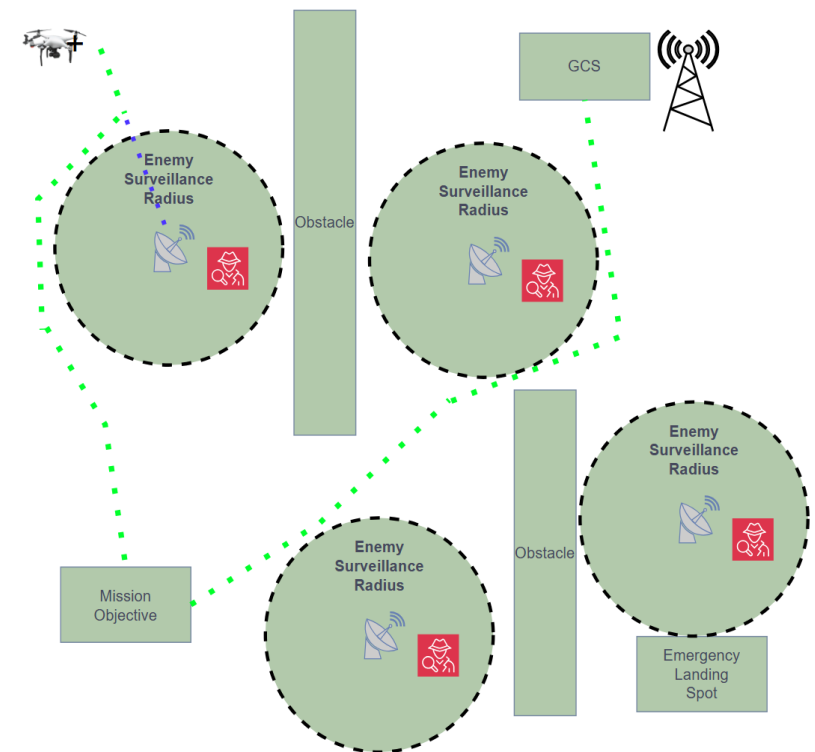 GCS
Enemy
Surveillance
Radius
Obstacle
Enemy
Surveillance
Radius
Enemy
Surveillance
Radius
Obstacle
Enemy
Surveillance
Radius
Mission
Objective
Emergency
Landing
Spot